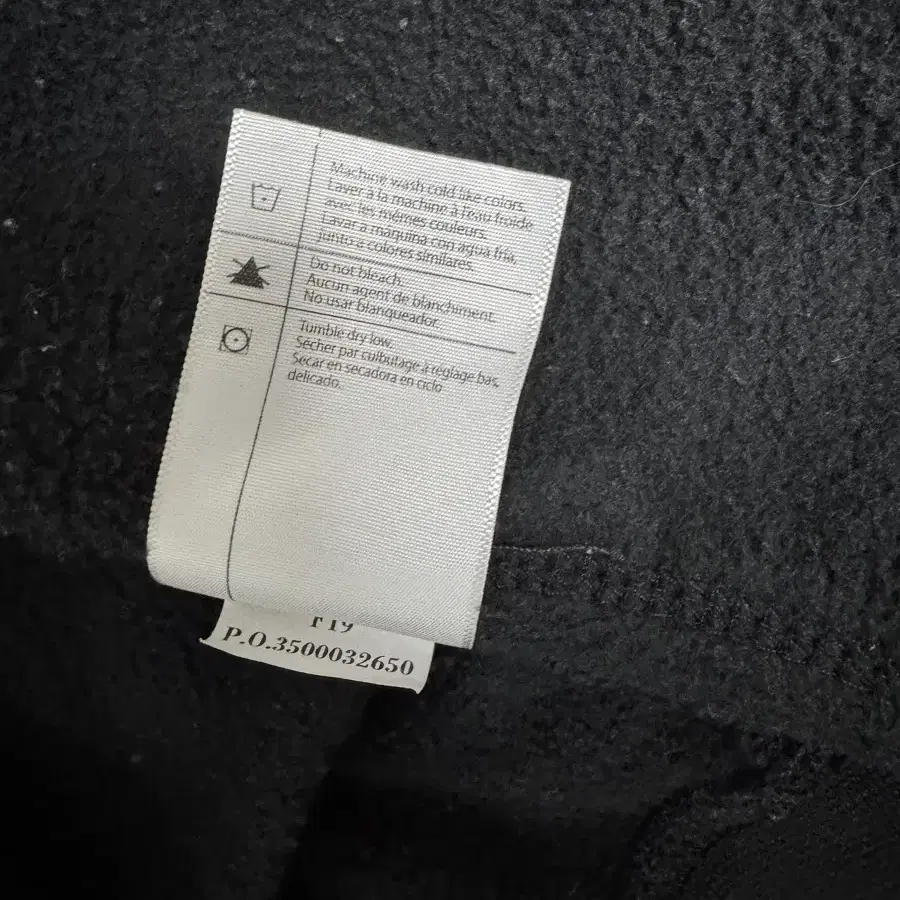 Machine wash cold like colors.
Laver à la machine à l'eau froide
avec les mêmes couleurs.
Lavar a maquina con agua fria,
junto a colores similares.
Do not bleach.
Aucun agent de blanchiment.
No usar blanqueador.
Tumble dry low.
Sécher par culbutage à réglage bas.
Secar en secadora en ciclo
delicado.
F19
P.O.3500032650